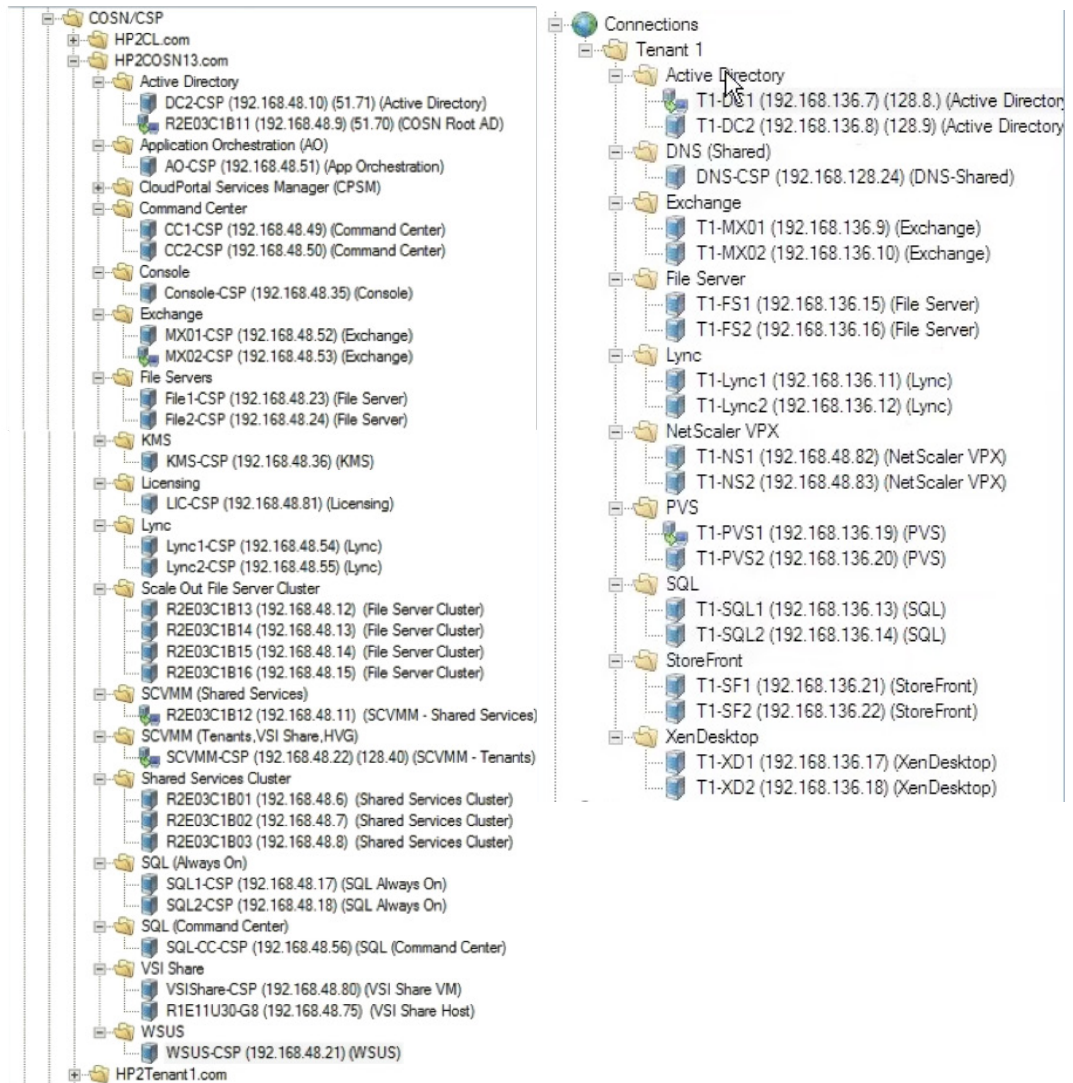 COSN/CSP
HP2CL.com
HP2COSN13.com
Active Directory
DC2-CSP (192.168.48.10) (51.71) (Active Directory)
R2E03C1B11 (192.168.48.9) (51.70) (COSN Root AD)
Application Orchestration (AO)
AO-CSP (192.168.48.51) (App Orchestration)
CloudPortal Services Manager (CPSM)
Command Center
CC1-CSP (192.168.48.49) (Command Center)
CC2-CSP (192.168.48.50) (Command Center)
Console
Console-CSP (192.168.48.35) (Console)
Exchange
MX01-CSP (192.168.48.52) (Exchange)
MX02-CSP (192.168.48.53) (Exchange)
File Servers
File1-CSP (192.168.48.23) (File Server)
File2-CSP (192.168.48.24) (File Server)
KMS
KMS-CSP (192.168.48.36) (KMS)
Licensing
LIC-CSP (192.168.48.81) (Licensing)
Lync
Lync1-CSP (192.168.48.54) (Lync)
Lync2-CSP (192.168.48.55) (Lync)
Scale Out File Server Cluster
R2E03C1B13 (192.168.48.12) (File Server Cluster)
R2E03C1B14 (192.168.48.13) (File Server Cluster)
R2E03C1B15 (192.168.48.14) (File Server Cluster)
R2E03C1B16 (192.168.48.15) (File Server Cluster)
SCVMM (Shared Services)
R2E03C1B12 (192.168.48.11) (SCVMM - Shared Services)
SCVMM (Tenants,VSI Share,HVG)
SCVMM-CSP (192.168.48.22) (128.40) (SCVMM - Tenants)
Shared Services Cluster
R2E03C1B01 (192.168.48.6) (Shared Services Cluster)
R2E03C1B02 (192.168.48.7) (Shared Services Cluster)
R2E03C1B03 (192.168.48.8) (Shared Services Cluster)
SQL (Always On)
SQL1-CSP (192.168.48.17) (SQL Always On)
SQL2-CSP (192.168.48.18) (SQL Always On)
SQL (Command Center)
SQL-CC-CSP (192.168.48.56) (SQL (Command Center)
VSI Share
VSIShare-CSP (192.168.48.80) (VSI Share VM)
R1E11U30-G8 (192.168.48.75) (VSI Share Host)
WSUS
WSUS-CSP (192.168.48.21) (WSUS)
HP2Tenant1.com
Connections
Tenant 1
Active Directory
T1-DC1 (192.168.136.7) (128.8.) (Active Director
T1-DC2 (192.168.136.8) (128.9) (Active Directory
DNS (Shared)
DNS-CSP (192.168.128.24) (DNS-Shared)
Exchange
T1-MX01 (192.168.136.9) (Exchange)
T1-MX02 (192.168.136.10) (Exchange)
File Server
T1-FS1 (192.168.136.15) (File Server)
T1-FS2 (192.168.136.16) (File Server)
Lync
T1-Lync1 (192.168.136.11) (Lync)
T1-Lync2 (192.168.136.12) (Lync)
NetScaler VPX
T1-NS1 (192.168.48.82) (NetScaler VPX)
T1-NS2 (192.168.48.83) (NetScaler VPX)
PVS
T1-PVS1 (192.168.136.19) (PVS)
T1-PVS2 (192.168.136.20) (PVS)
SQL
T1-SQL1 (192.168.136.13) (SQL)
T1-SQL2 (192.168.136.14) (SQL)
StoreFront
T1-SF1 (192.168.136.21) (StoreFront)
T1-SF2 (192.168.136.22) (StoreFront)
XenDesktop
T1-XD1 (192.168.136.17) (XenDesktop)
T1-XD2 (192.168.136.18) (XenDesktop)